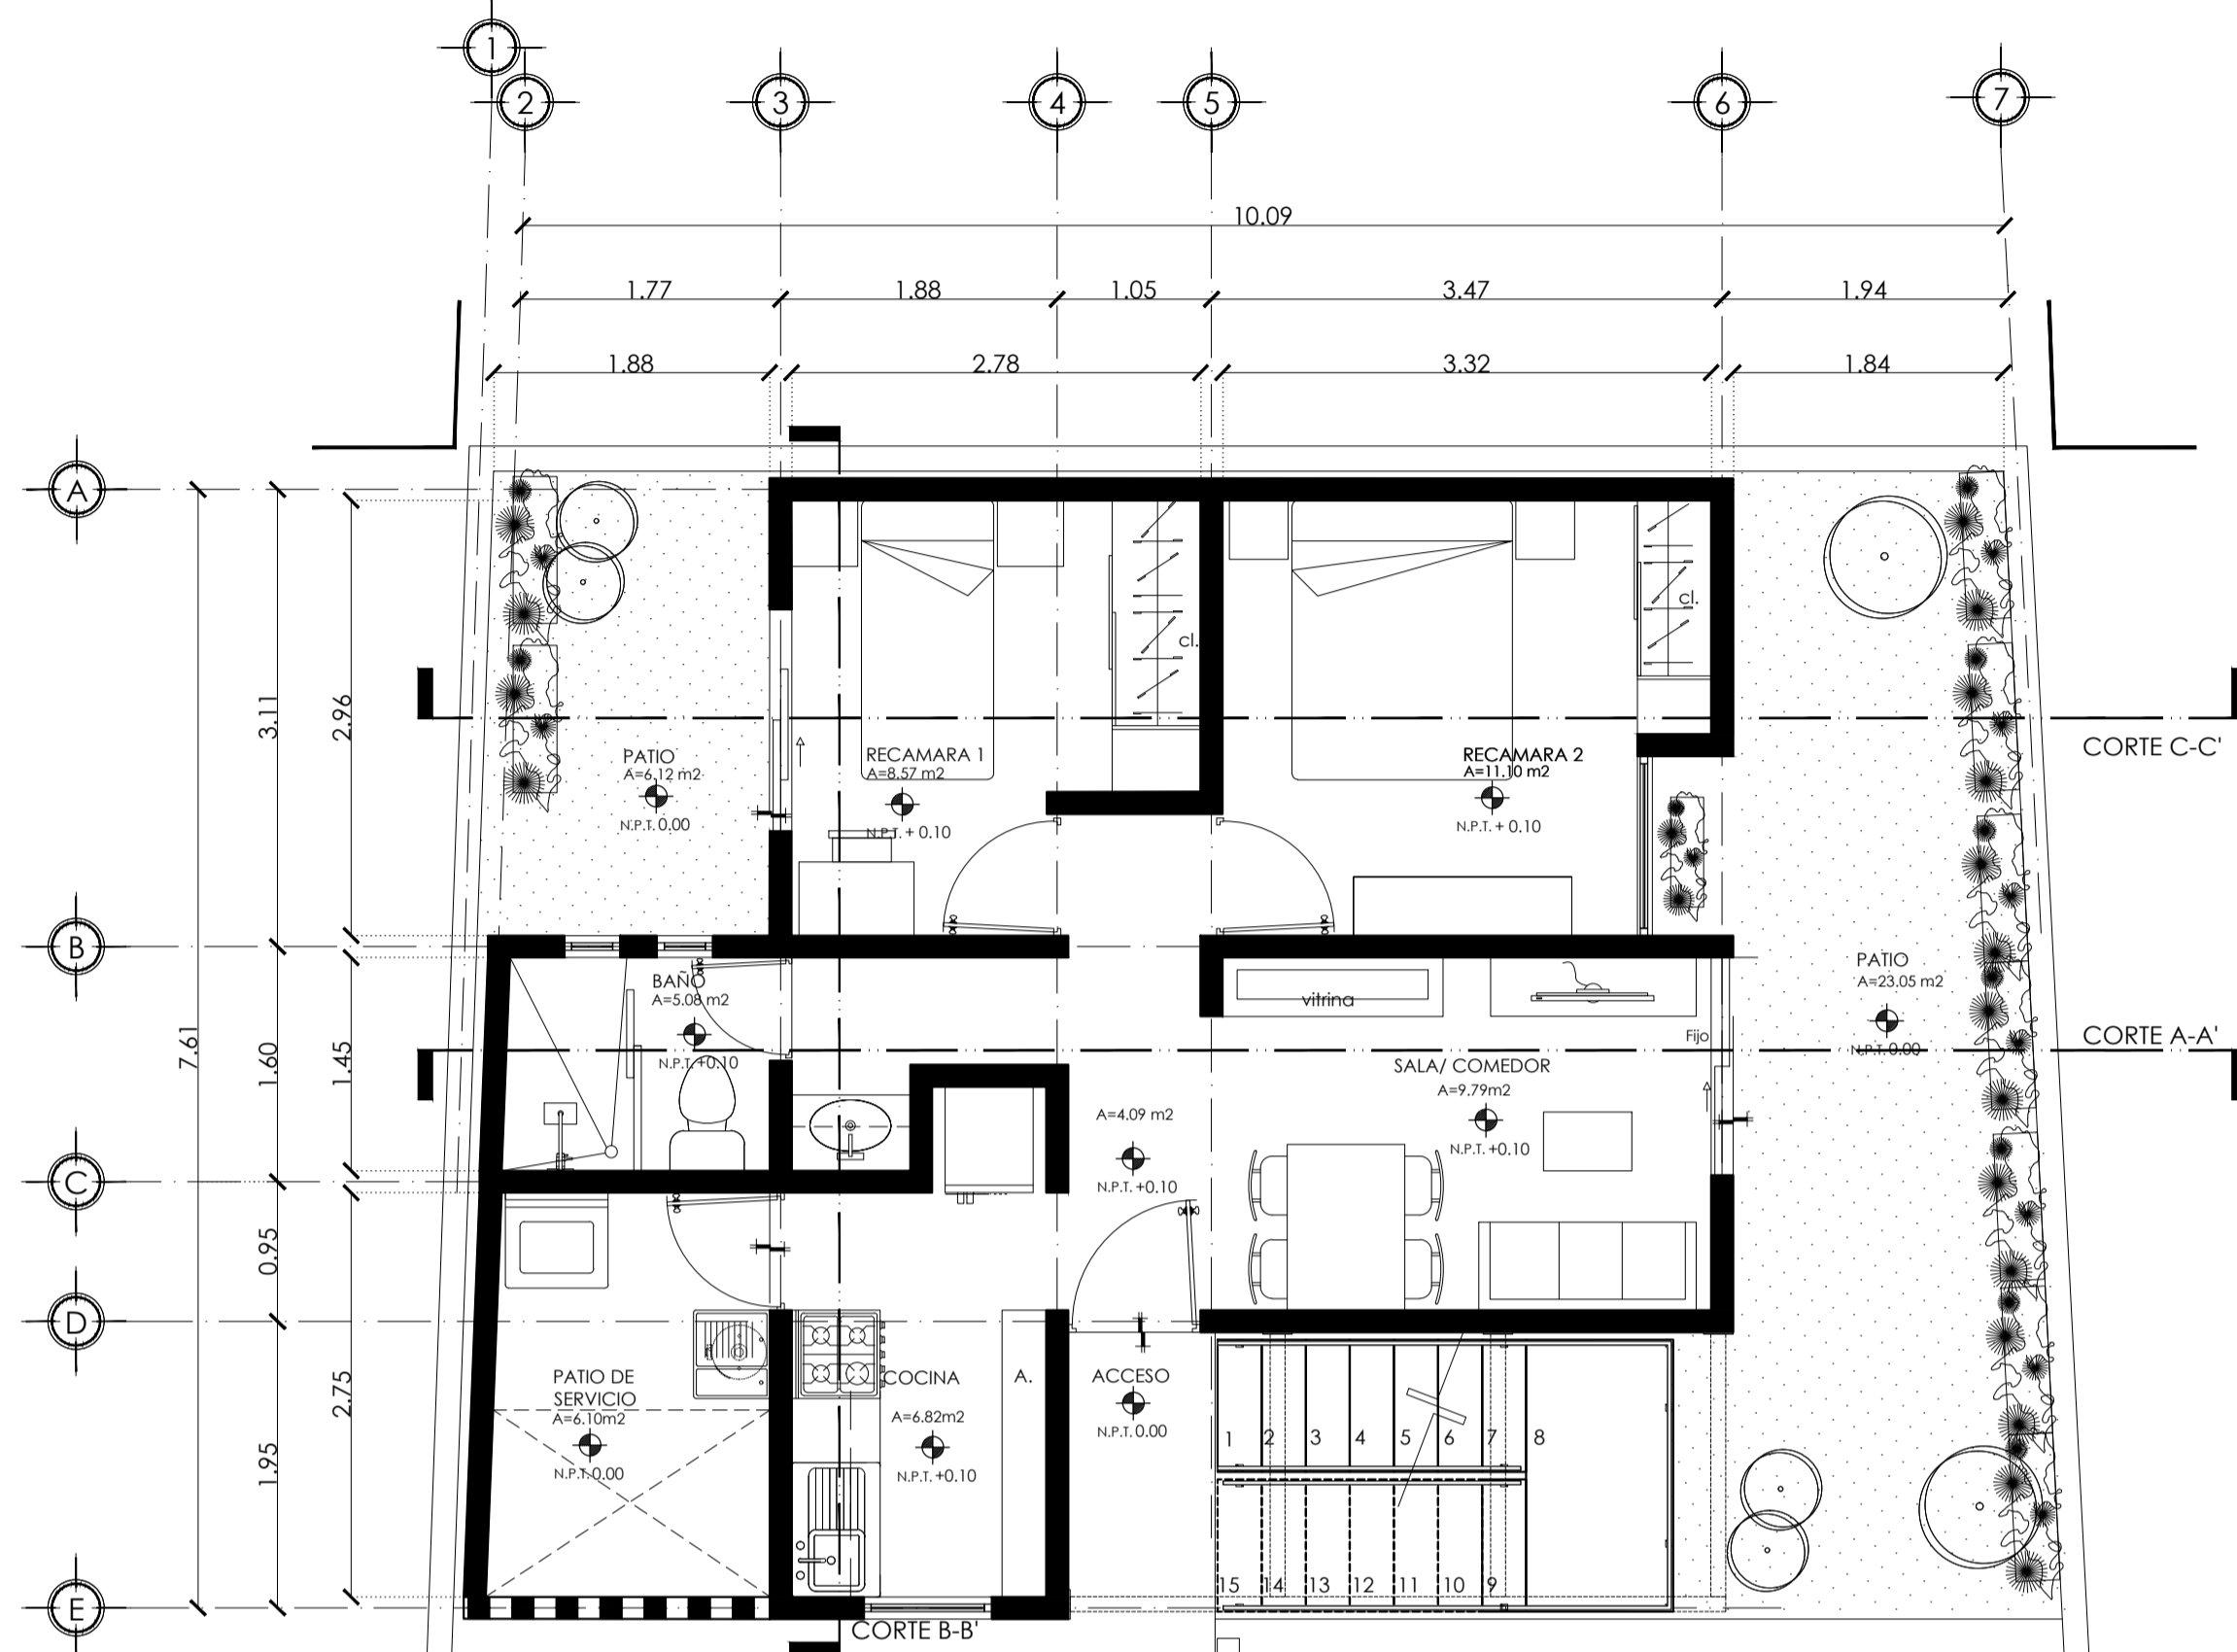 1
2
3
4
5
6
7
10.09
1.77
1.88
1.05
3.47
1.94
1.88
2.78
3.32
1.84
A
B
C
D
E
7.61
3.11
1.60
0.95
1.95
2.96
1.45
2.75
PATIO
A=6.12 m2
N.P.T. 0.00
RECAMARA 1
A=8.57 m2
N.P.T. + 0.10
cl.
RECAMARA 2
A=11.10 m2
N.P.T. + 0.10
cl.
CORTE C-C'
BAÑO
A=5.08 m2
N.P.T. +0.10
vitrina
Fijo
SALA/ COMEDOR
A=9.79m2
N.P.T. +0.10
PATIO
A=23.05 m2
N.P.T. 0.00
CORTE A-A'
A=4.09 m2
N.P.T. +0.10
PATIO DE
SERVICIO
A=6.10m2
N.P.T. 0.00
COCINA
A=6.82m2
N.P.T. +0.10
A.
ACCESO
N.P.T. 0.00
1 2 3 4 5 6 7 8
15 14 13 12 11 10 9
CORTE B-B'